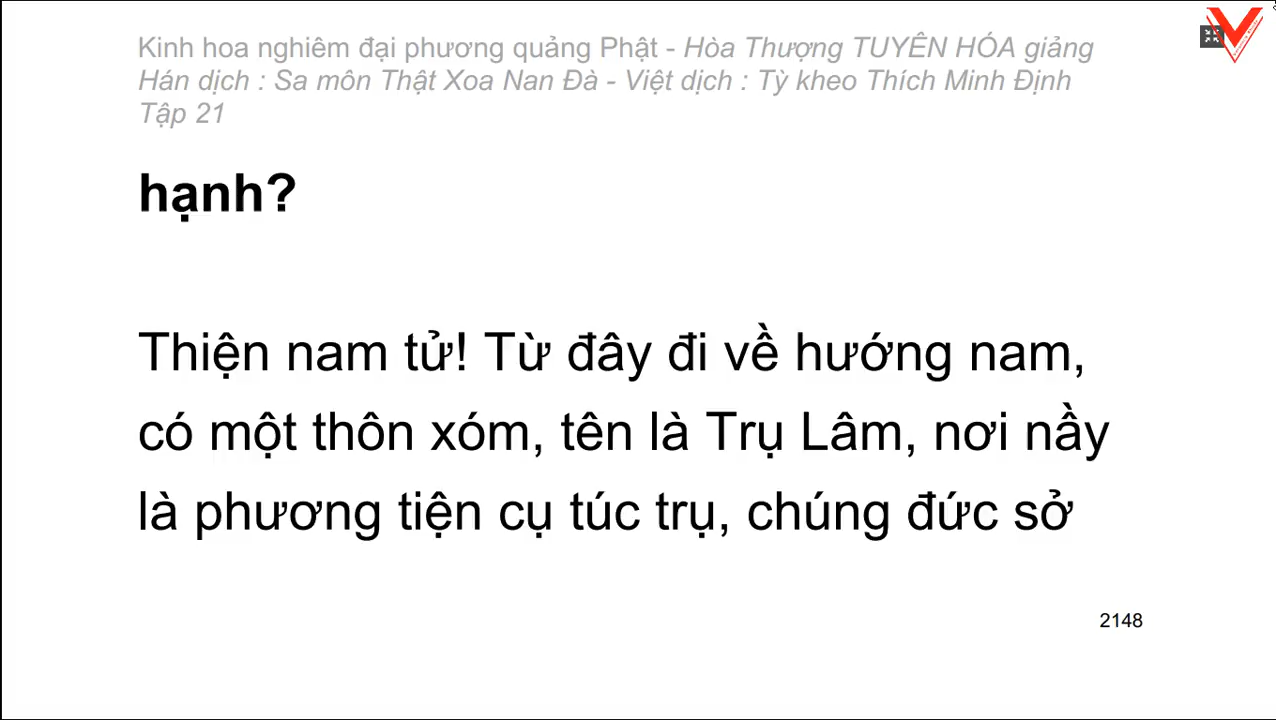 Kinh hoa nghiêm đại phương quảng Phật - Hòa Thượng TUYÊN HÓA giảng
Hán dịch : Sa môn Thật Xoa Nan Đà - Việt dịch : Tỳ kheo Thích Minh Định
Tập 21
hạnh?
Thiện nam tử! Từ đây đi về hướng nam,
có một thôn xóm, tên là Trụ Lâm, nơi nầy
là phương tiện cụ túc trụ, chúng đức sở
2148